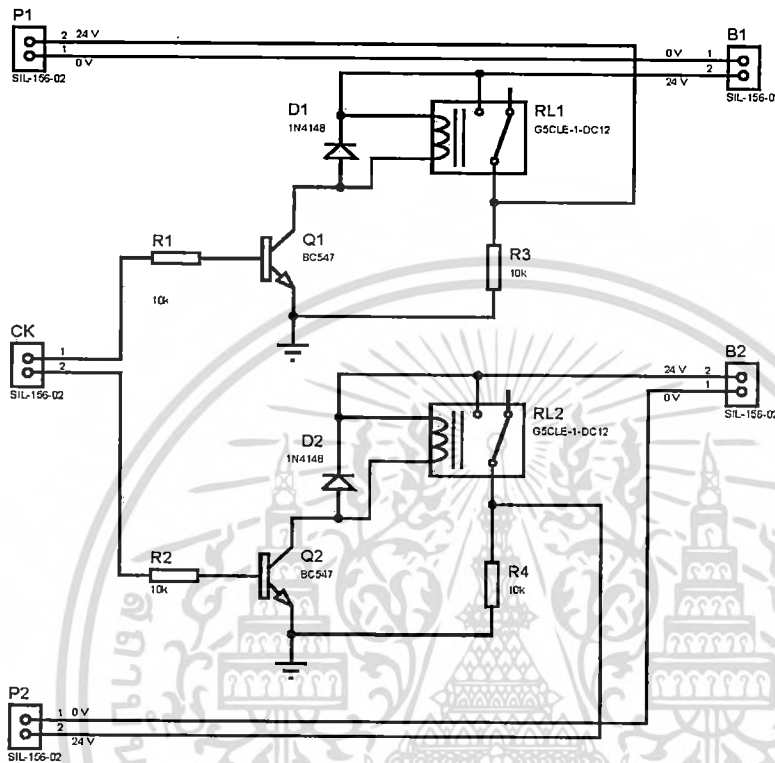 P1
2 24 V
1 0 V
SIL-156-02
B1
0 V 1
24 V 2
SIL-156-0
D1
1N4148
RL1
G5CLE-1-DC12
R1
10k
Q1
BC547
R3
10k
CK
1
2
SIL-156-02
B2
24 V 2
0 V 1
SIL-156-02
RL2
G5CLE-1-DC12
D2
1N4148
R2
10k
Q2
BC547
R4
10k
P2
1 0 V
2 24 V
SIL-156-02